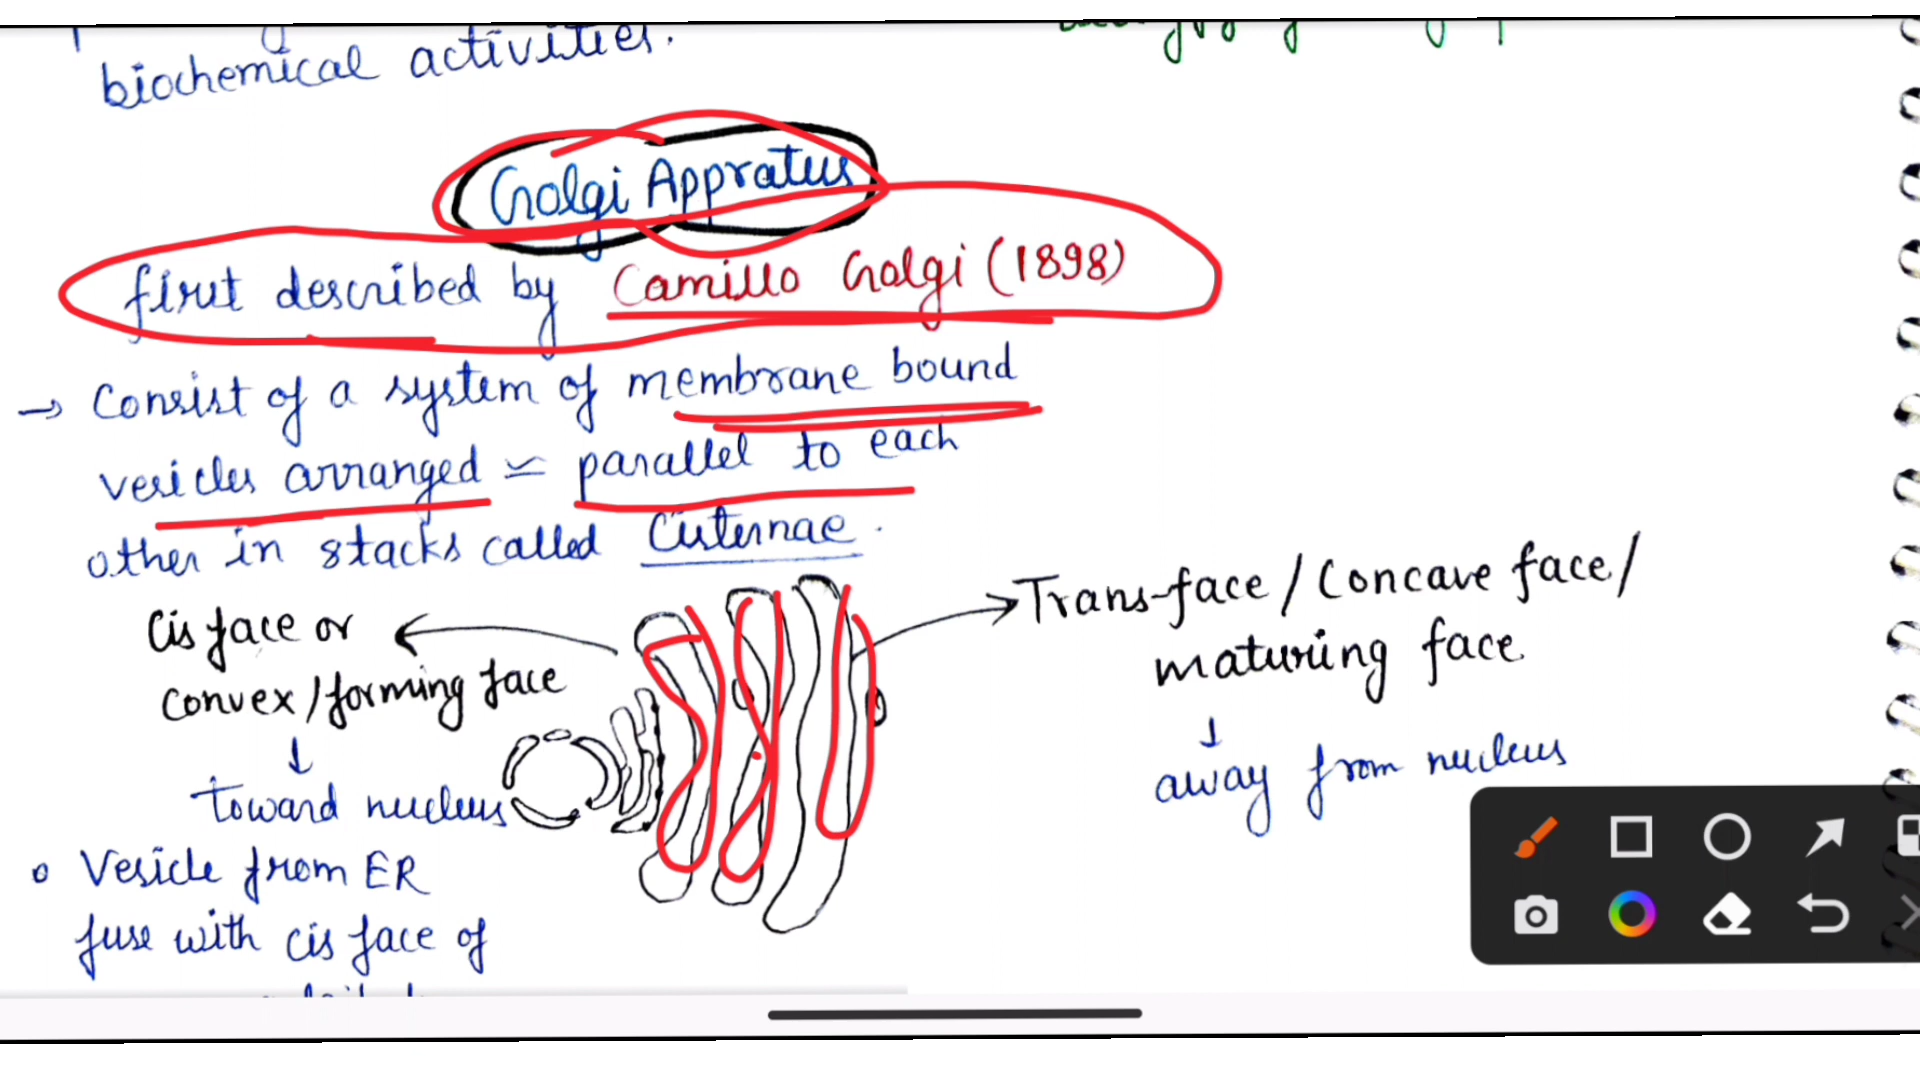 biochemical activities.
Golgi Appratus
first described by Camillo Golgi (1898)
→ Consist of a system of membrane bound
vesicles arranged parallel to each
other in stacks called Cisternae.
Cis face or
convex/forming face
↓
toward nucleus
Trans-face / Concave face /
maturing face
↓
away from nucleus
• Vesicle from ER
fuse with cis face of